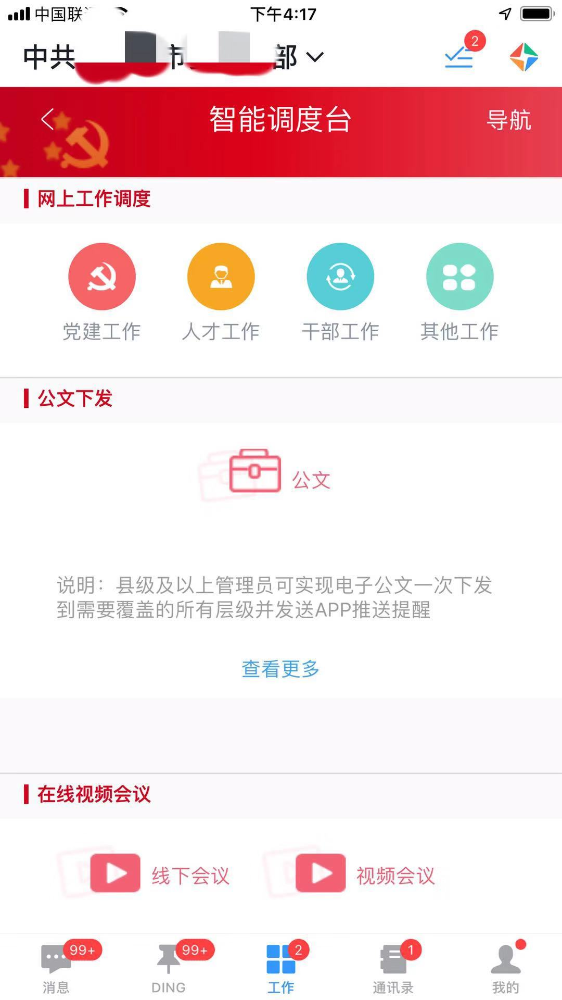 中国联
下午4:17
中共
市
部
2
智能调度台
导航
网上工作调度
党建工作
人才工作
干部工作
其他工作
公文下发
公文
说明：县级及以上管理员可实现电子公文一次下发
到需要覆盖的所有层级并发送APP推送提醒
查看更多
在线视频会议
线下会议
视频会议
99+
99+
2
1
消息
DING
工作
通讯录
我的